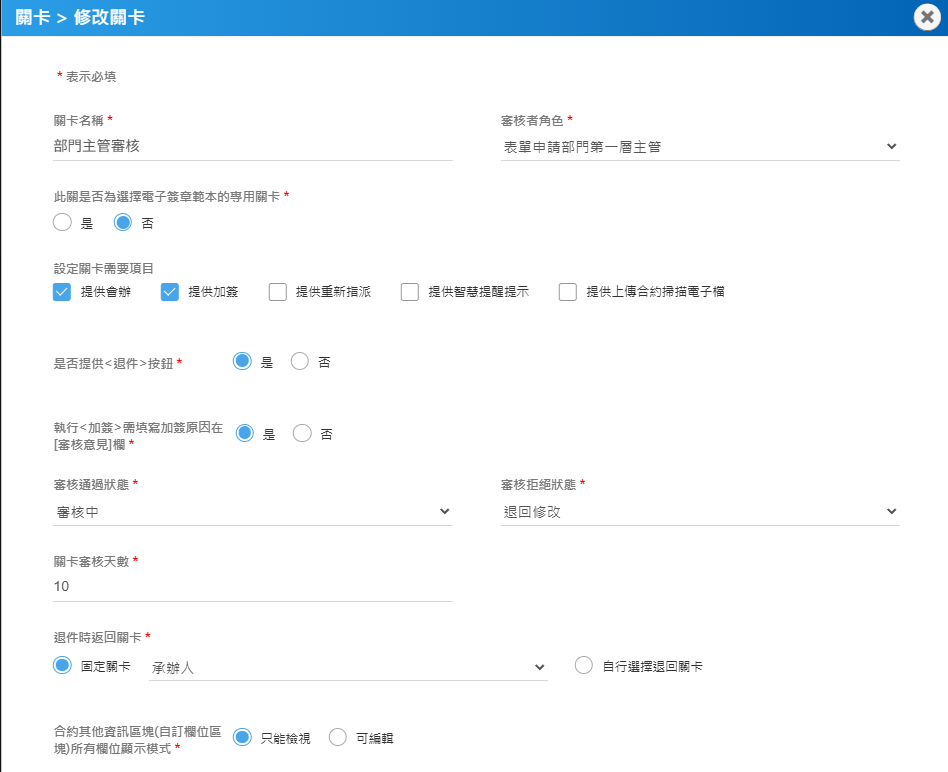 關卡 > 修改關卡
* 表示必填
關卡名稱 *
審核者角色 *
部門主管審核
表單申請部門第一層主管
此關是否為選擇電子簽章範本的專用關卡 *
是 否
設定關卡需要項目
提供會辦 提供加簽 提供重新指派 提供智慧提醒提示 提供上傳合約掃描電子檔
是否提供<退件>按鈕 * 是 否
執行<加簽>需填寫加簽原因在
[審核意見]欄 * 是 否
審核通過狀態 *
審核拒絕狀態 *
審核中
退回修改
關卡審核天數 *
10
退件時返回關卡 *
固定關卡 承辦人 自行選擇退回關卡
合約其他資訊區塊(自訂欄位區
塊)所有欄位顯示模式 * 只能檢視 可編輯